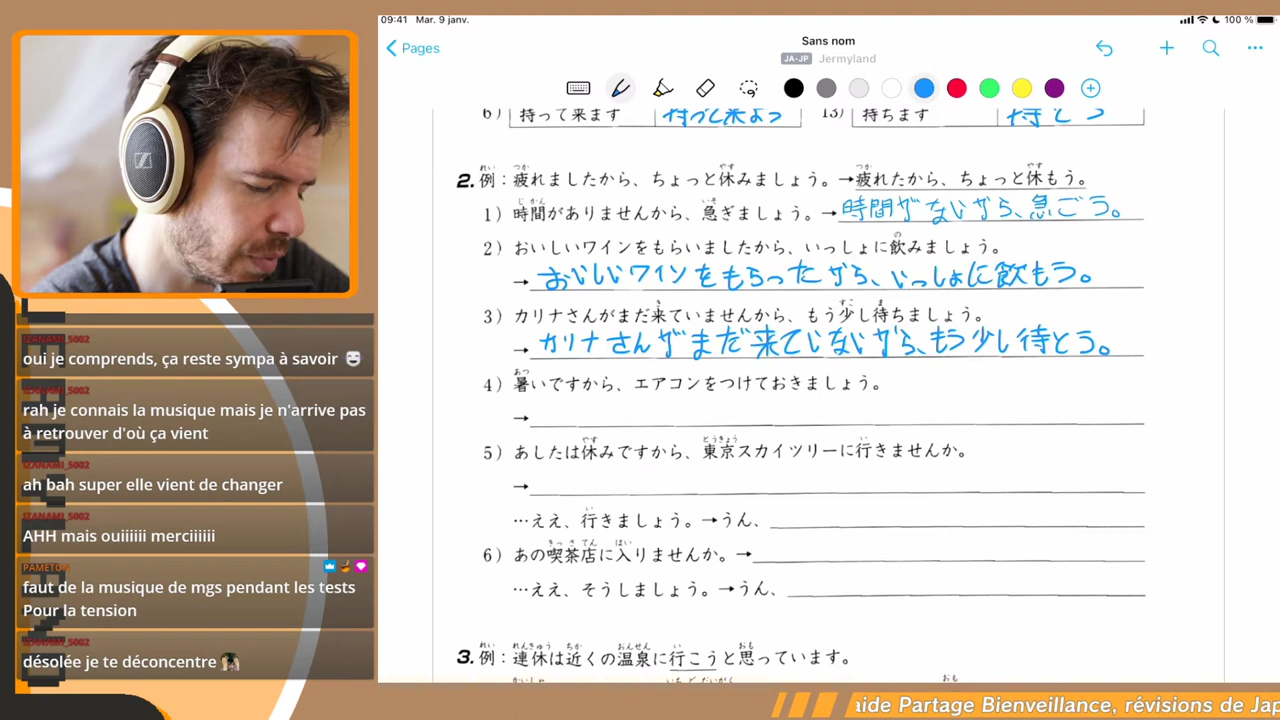 09:41 Mar. 9 janv.
100 %
Pages
Sans nom
JA-JP Jermyland
6) 持って来ます 持って来よう 13) 待ちます 待とう
2. 例：疲れましたから、ちょっと休みましょう。→疲れたから、ちょっと休もう。
1) 時間がありませんから、急ぎましょう。→時間がないから、急ごう。
2) おいしいワインをもらいましたから、いっしょに飲みましょう。
→おいしいワインをもらったから、いっしょに飲もう。
3) カリナさんがまだ来ていませんから、もう少し待ちましょう。
→カリナさんがまだ来ていないから、もう少し待とう。
4) 暑いですから、エアコンをつけておきましょう。
→
5) あしたは休みですから、東京スカイツリーに行きませんか。
→
…ええ、行きましょう。→うん、
6) あの喫茶店に入りませんか。→
…ええ、そうしましょう。→うん、
3. 例：連休は近くの温泉に行こうと思っています。
IZANAMI_5002
oui je comprends, ça reste sympa à savoir
IZANAMI_5002
rah je connais la musique mais je n'arrive pas
à retrouver d'où ça vient
IZANAMI_5002
ah bah super elle vient de changer
IZANAMI_5002
AHH mais ouiiiiii merciiiiii
PAMETON
faut de la musique de mgs pendant les tests
Pour la tension
IZANAMI_5002
désolée je te déconcentre
aide Partage Bienveillance, révisions de Jap